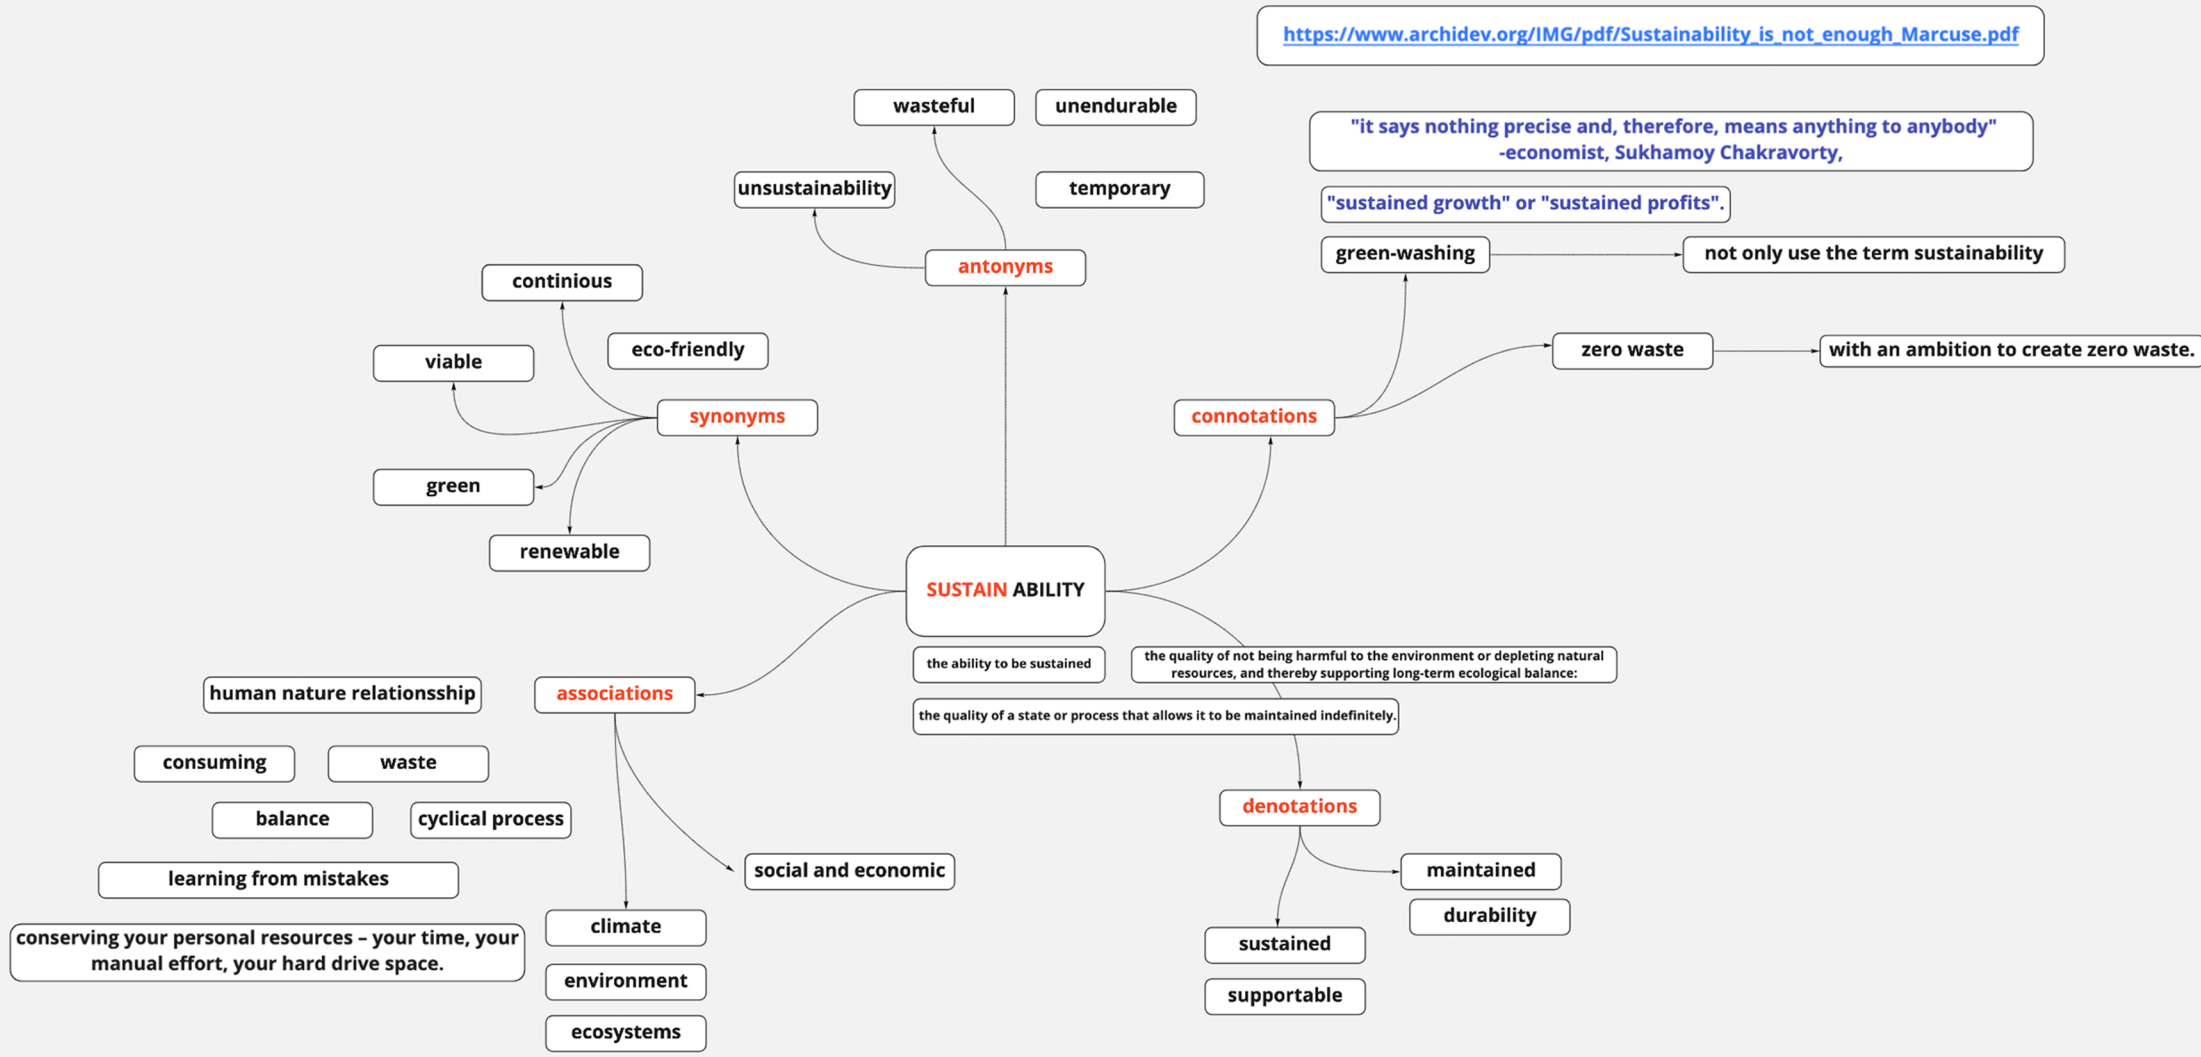 https://www.archidev.org/IMG/pdf/Sustainability_is_not_enough_Marcuse.pdf
wasteful
unendurable
"it says nothing precise and, therefore, means anything to anybody"
-economist, Sukhamoy Chakravorty,
unsustainability
temporary
"sustained growth" or "sustained profits".
antonyms
green-washing
not only use the term sustainability
continious
eco-friendly
viable
zero waste
with an ambition to create zero waste.
synonyms
connotations
green
renewable
SUSTAIN ABILITY
the ability to be sustained
the quality of not being harmful to the environment or depleting natural
resources, and thereby supporting long-term ecological balance:
the quality of a state or process that allows it to be maintained indefinitely.
human nature relationsship
associations
consuming
waste
balance
cyclical process
denotations
learning from mistakes
social and economic
maintained
durability
conserving your personal resources – your time, your
manual effort, your hard drive space.
climate
sustained
environment
supportable
ecosystems